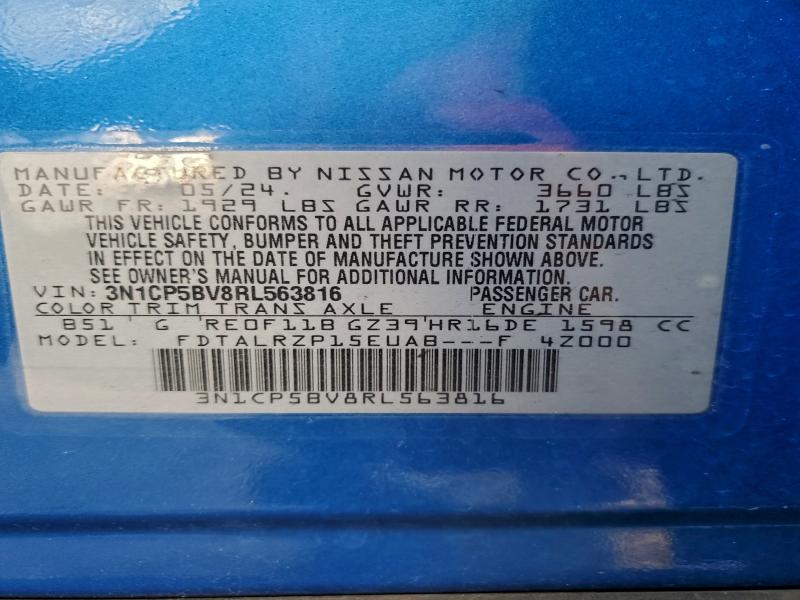 MANUFACTURED BY NISSAN MOTOR CO., LTD.
DATE: 05/24. GVWR: 3660 LBS
GAWR FR: 1929 LBS GAWR RR: 1731 LBS
THIS VEHICLE CONFORMS TO ALL APPLICABLE FEDERAL MOTOR
VEHICLE SAFETY, BUMPER AND THEFT PREVENTION STANDARDS
IN EFFECT ON THE DATE OF MANUFACTURE SHOWN ABOVE.
SEE OWNER'S MANUAL FOR ADDITIONAL INFORMATION.
VIN: 3N1CP5BV8RL563816 PASSENGER CAR.
COLOR TRIM TRANS AXLE ENGINE
B51 G RE0F11B GZ39 HR16DE 1598 CC
MODEL: FDTALRZP15EUAB---F 4Z000
3N1CP5BV8RL563816